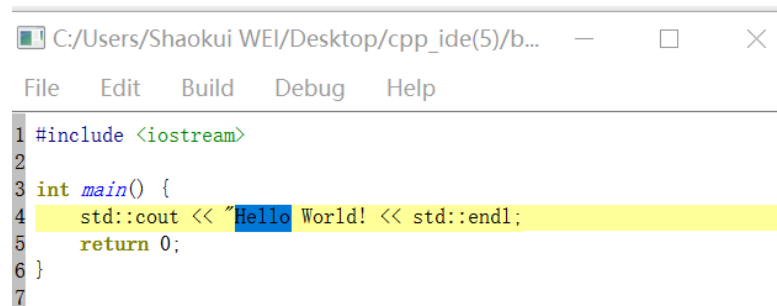 C:/Users/Shaokui WEI/Desktop/cpp_ide(5)/b...
File Edit Build Debug Help
1 #include <iostream>
2
3 int main() {
4     std::cout << "Hello World! << std::endl;
5     return 0;
6 }
7